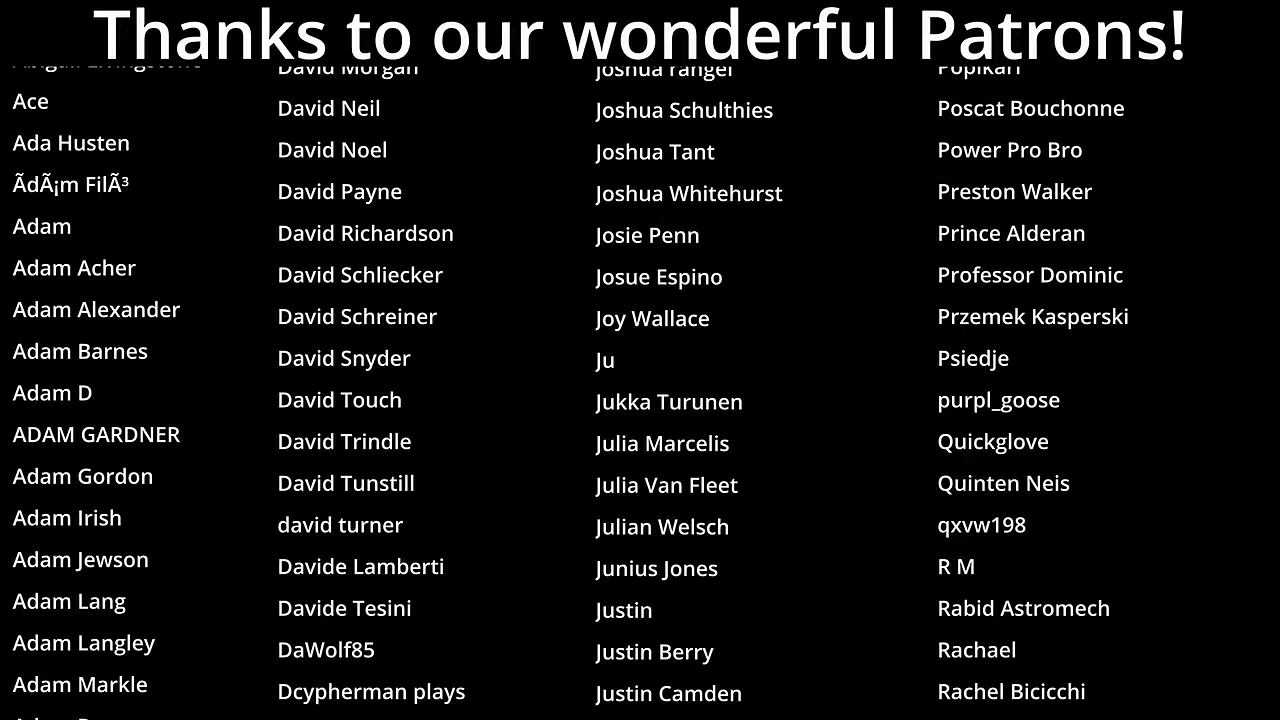 Thanks to our wonderful Patrons!
Ace
Ada Husten
ÃdÃ¡m FilÃ³
Adam
Adam Acher
Adam Alexander
Adam Barnes
Adam D
ADAM GARDNER
Adam Gordon
Adam Irish
Adam Jewson
Adam Lang
Adam Langley
Adam Markle
David Morgan
David Neil
David Noel
David Payne
David Richardson
David Schliecker
David Schreiner
David Snyder
David Touch
David Trindle
David Tunstill
david turner
Davide Lamberti
Davide Tesini
DaWolf85
Dcypherman plays
Joshua rangel
Joshua Schulthies
Joshua Tant
Joshua Whitehurst
Josie Penn
Josue Espino
Joy Wallace
Ju
Jukka Turunen
Julia Marcelis
Julia Van Fleet
Julian Welsch
Junius Jones
Justin
Justin Berry
Justin Camden
Poscat Bouchonne
Power Pro Bro
Preston Walker
Prince Alderan
Professor Dominic
Przemek Kasperski
Psiedje
purpl_goose
Quickglove
Quinten Neis
qxvw198
R M
Rabid Astromech
Rachael
Rachel Bicicchi